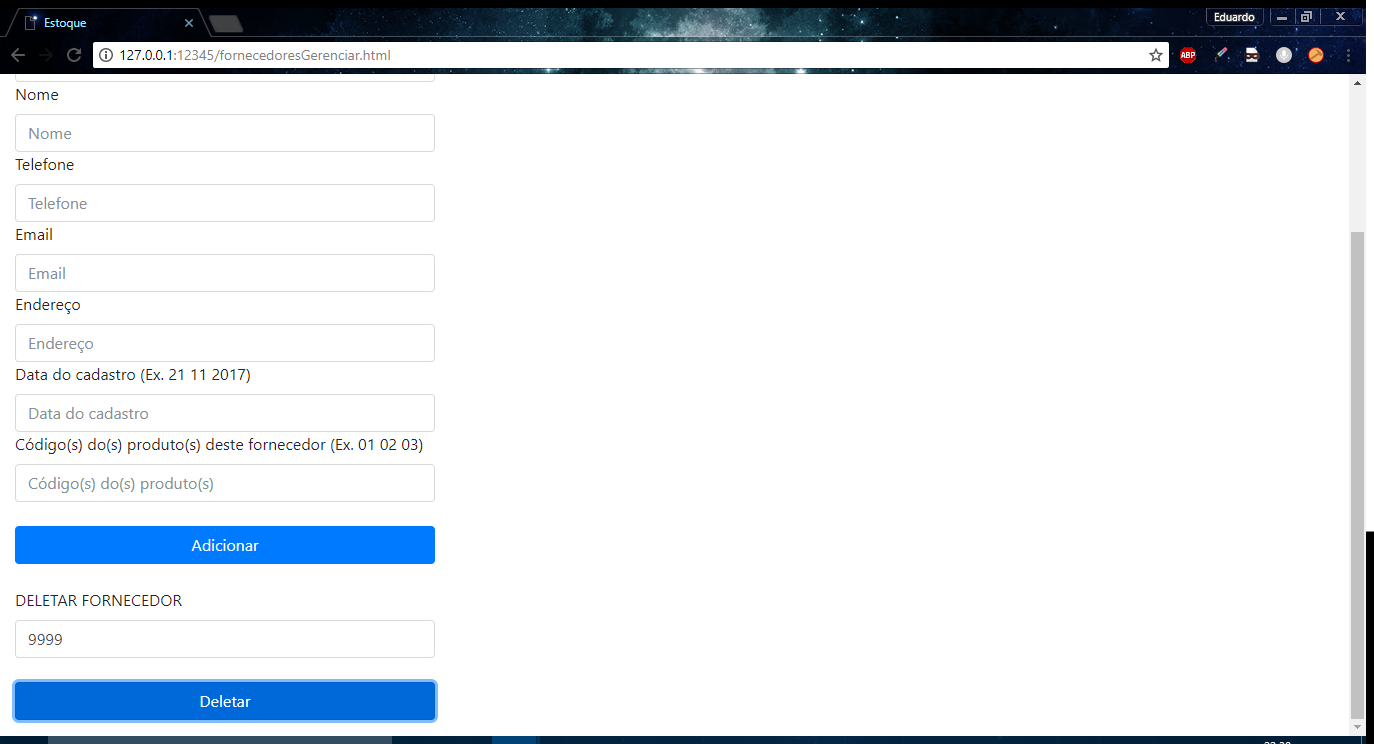 Estoque
Eduardo
127.0.0.1:12345/fornecedoresGerenciar.html
ABP
Nome
Nome
Telefone
Telefone
Email
Email
Endereço
Endereço
Data do cadastro (Ex. 21 11 2017)
Data do cadastro
Código(s) do(s) produto(s) deste fornecedor (Ex. 01 02 03)
Código(s) do(s) produto(s)
Adicionar
DELETAR FORNECEDOR
9999
Deletar